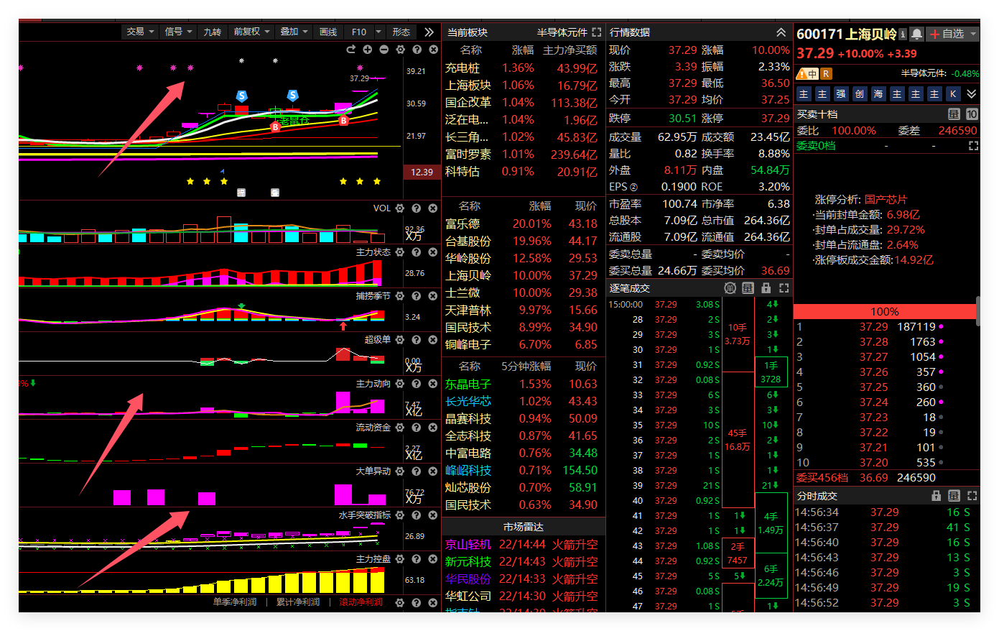 交易 信号 九转 前复权 叠加 画线 F10 形态
39.21
37.29
30.59
S S
老鼠仓
B B
21.97
12.39
VOL
92.36
X万
主力状态
28.76
捕捞季节
3.24
超级单
0.00
X万
主力动向
7.47
X亿
流动资金
2.27
X亿
大单异动
76.72
X万
水手突破指标
26.89
主力控盘
63.18
单季净利润 | 累计净利润 | 滚动净利润
当前板块 半导体元件
名称 涨幅 主力净买额
充电桩 1.36% 43.99亿
上海板块 1.06% 16.79亿
国企改革 1.04% 113.38亿
泛在电... 1.04% 1.96亿
长三角... 1.02% 45.83亿
富时罗素 1.01% 239.64亿
科特估 0.91% 20.91亿
名称 涨幅 现价
富乐德 20.01% 43.18
台基股份 19.96% 44.17
华岭股份 12.58% 29.53
上海贝岭 10.00% 37.29
士兰微 10.00% 29.38
天津普林 9.97% 15.66
国民技术 8.99% 34.90
铜峰电子 6.70% 6.85
名称 5分钟涨幅 现价
东晶电子 1.53% 10.63
长光华芯 1.02% 43.43
晶赛科技 0.94% 50.09
全志科技 0.87% 41.65
中富电路 0.76% 34.48
峰岹科技 0.71% 154.50
灿芯股份 0.70% 58.91
国民技术 0.63% 34.90
市场雷达
京山轻机 22/14:44 火箭升空
新元科技 22/14:43 火箭升空
华民股份 22/14:33 火箭升空
华虹公司 22/14:30 火箭升空
22/14:30 火箭升空
行情数据
现价 37.29 涨幅 10.00%
涨跌 3.39 振幅 2.33%
最高 37.29 最低 36.50
今开 37.29 均价 37.25
跌停 30.51 涨停 37.29
成交量 62.95万 成交额 23.45亿
量比 0.82 换手率 8.88%
外盘 8.11万 内盘 54.84万
EPS② 0.1900 ROE 3.20%
市盈率 100.74 市净率 6.38
总股本 7.09亿 总市值 264.36亿
流通股 7.09亿 流通值 264.36亿
委卖总量 - 委卖均价 -
委买总量 24.66万 委买均价 36.69
逐笔成交
15:00:00 37.29 3.08 S 4
28 37.29 2 S 2
29 37.29 3 S 3
30 37.29 1 S 1
31 37.29 0.92 S
32 37.29 0.08 S
33 37.29 6 S 6
34 37.29 3 S 3
35 37.29 10 S 10
36 37.29 2 S 2
37 37.29 1 S 1
38 37.29 1 S 1
39 37.29 21 S 21
40 37.29 0.92 S
41 37.29 1 S 1
42 37.29 1 S 1
43 37.29 1.08 S
44 37.29 0.92 S
45 37.29 5 S 5
46 37.29 0.08 S
47 37.29 1 S 1
10手
3.73万
1手
3728
45手
16.8万
4手
1.49万
2手
7457
6手
2.24万
600171 上海贝岭 + 自选
37.29 +10.00% +3.39
中 R 半导体元件: -0.48%
主 主 强 创 海 主 主 主 K
买卖十档 10
委比 100.00% 委差 246590
委卖0档 - -
涨停分析: 国产芯片
·当前封单金额: 6.98亿
·封单占成交量: 29.72%
·封单占流通盘: 2.64%
·涨停板成交金额:14.92亿
100%
1 37.29 187119
2 37.28 1763
3 37.27 1054
4 37.26 357
5 37.25 360
6 37.24 260
7 37.23 18
8 37.22 19
9 37.21 101
10 37.20 535
委买456档 36.69 246590
分时成交
14:56:34 37.29 16 S
14:56:37 37.29 41 S
14:56:40 37.29 16 S
14:56:43 37.29 13 S
14:56:46 37.29 3 S
14:56:49 37.29 19 S
14:56:52 37.29 3 S